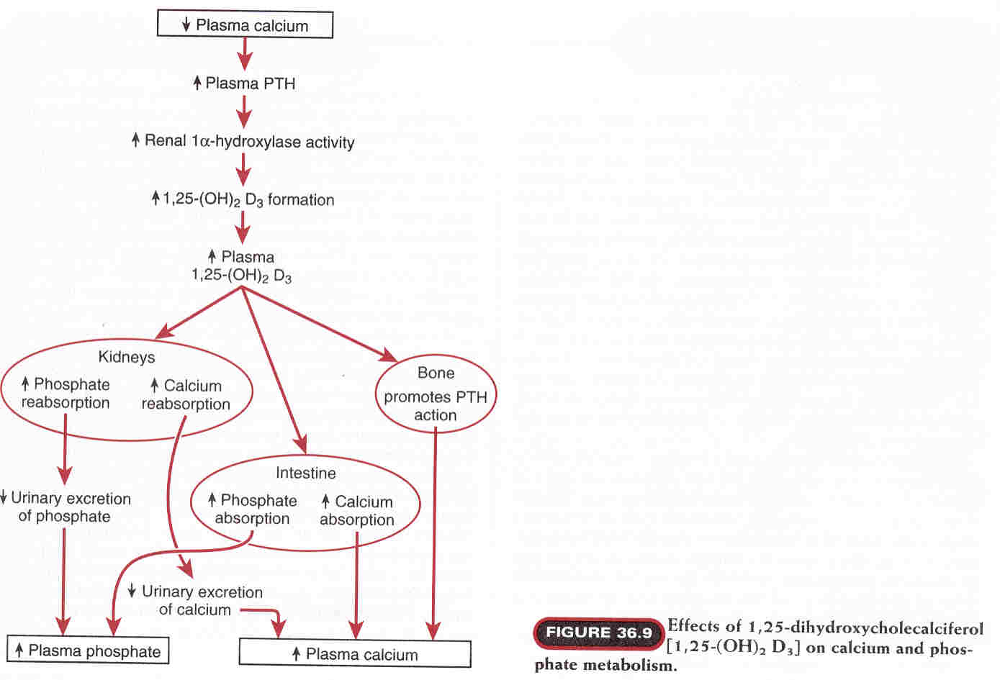 ↓ Plasma calcium
↑ Plasma PTH
↑ Renal 1α-hydroxylase activity
↑ 1,25-(OH)₂ D₃ formation
↑ Plasma
1,25-(OH)₂ D₃
Kidneys
↑ Phosphate
reabsorption
↑ Calcium
reabsorption
Bone
promotes PTH
action
Intestine
↑ Phosphate
absorption
↑ Calcium
absorption
↓ Urinary excretion
of phosphate
↓ Urinary excretion
of calcium
↑ Plasma phosphate
↑ Plasma calcium
FIGURE 36.9 Effects of 1,25-dihydroxycholecalciferol
[1,25-(OH)₂ D₃] on calcium and phos-
phate metabolism.